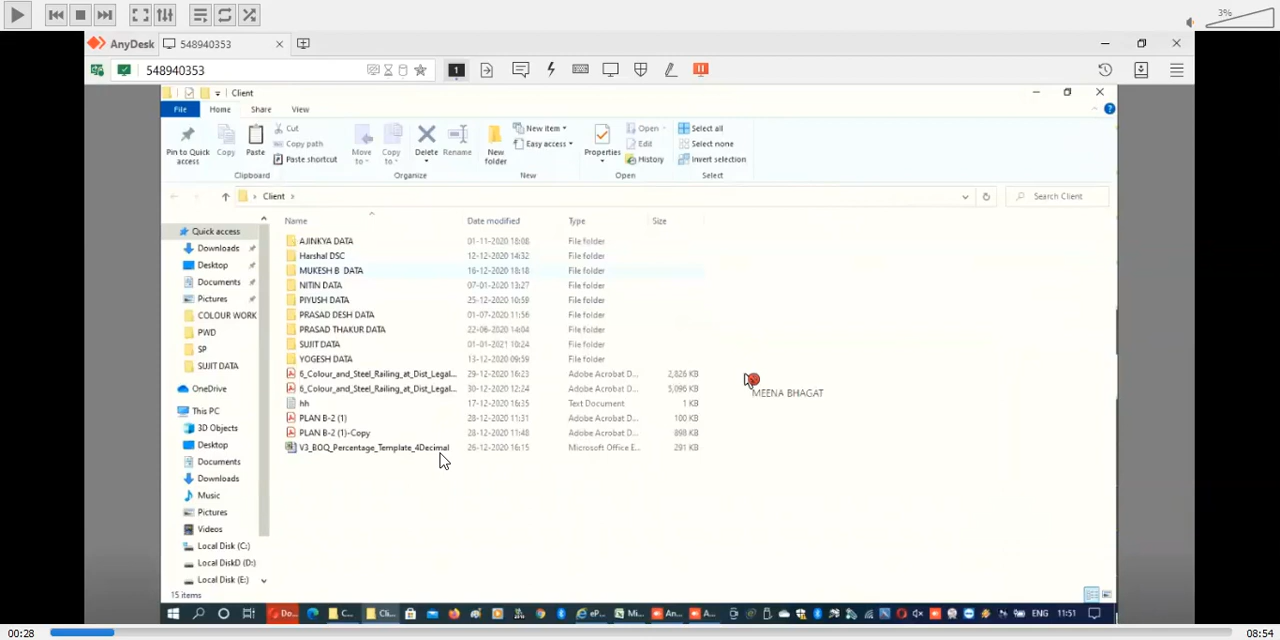 3%
AnyDesk 548940353
548940353
1
Client
File Home Share View
Pin to Quick access
Copy
Paste
Cut
Copy path
Paste shortcut
Move to
Copy to
Delete
Rename
New folder
New item
Easy access
Properties
Open
Edit
History
Select all
Select none
Invert selection
Clipboard Organize New Open Select
Client
Search Client
Name Date modified Type Size
AJINKYA DATA 01-11-2020 18:08 File folder
Harshal DSC 12-12-2020 14:32 File folder
MUKESH B DATA 16-12-2020 18:18 File folder
NITIN DATA 07-01-2020 13:27 File folder
PIYUSH DATA 25-12-2020 10:59 File folder
PRASAD DESH DATA 01-07-2020 11:56 File folder
PRASAD THAKUR DATA 22-06-2020 14:04 File folder
SUJIT DATA 01-01-2021 10:24 File folder
YOGESH DATA 13-12-2020 09:59 File folder
6_Colour_and_Steel_Railing_at_Dist_Legal... 29-12-2020 16:23 Adobe Acrobat D... 2,826 KB
6_Colour_and_Steel_Railing_at_Dist_Legal... 30-12-2020 12:24 Adobe Acrobat D... 5,096 KB
hh 17-12-2020 16:35 Text Document 1 KB
PLAN B-2 (1) 28-12-2020 11:31 Adobe Acrobat D... 100 KB
PLAN B-2 (1)-Copy 28-12-2020 11:48 Adobe Acrobat D... 898 KB
V3_BOQ_Percentage_Template_4Decimal 26-12-2020 16:15 Microsoft Office E... 291 KB
Quick access
Downloads
Desktop
Documents
Pictures
COLOUR WORK
PWD
SP
SUJIT DATA
OneDrive
This PC
3D Objects
Desktop
Documents
Downloads
Music
Pictures
Videos
Local Disk (C:)
Local DiskD (D:)
Local Disk (E:)
MEENA BHAGAT
15 items
Do... C... Cli... eP... Mi... An... A... ENG 11:51
00:28 08:54